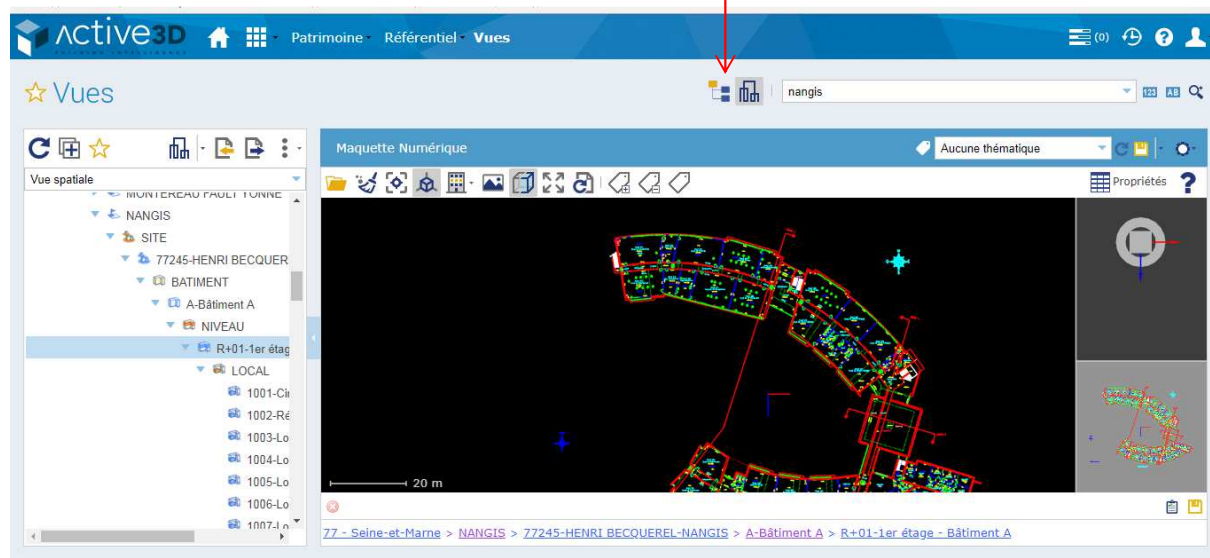 ACtive3D
Patrimoine Référentiel Vues
(0)
Vues
nangis
123 AB
Maquette Numérique
Aucune thématique
Vue spatiale
Propriétés
MONTEREAU FAULT YONNE
NANGIS
SITE
77245-HENRI BECQUER
BATIMENT
A-Bâtiment A
NIVEAU
R+01-1er étag
LOCAL
1001-Cir
1002-Ré
1003-Lo
1004-Lo
1005-Lo
1006-Lo
1007-Lo
20 m
77 - Seine-et-Marne > NANGIS > 77245-HENRI BECQUEREL-NANGIS > A-Bâtiment A > R+01-1er étage - Bâtiment A